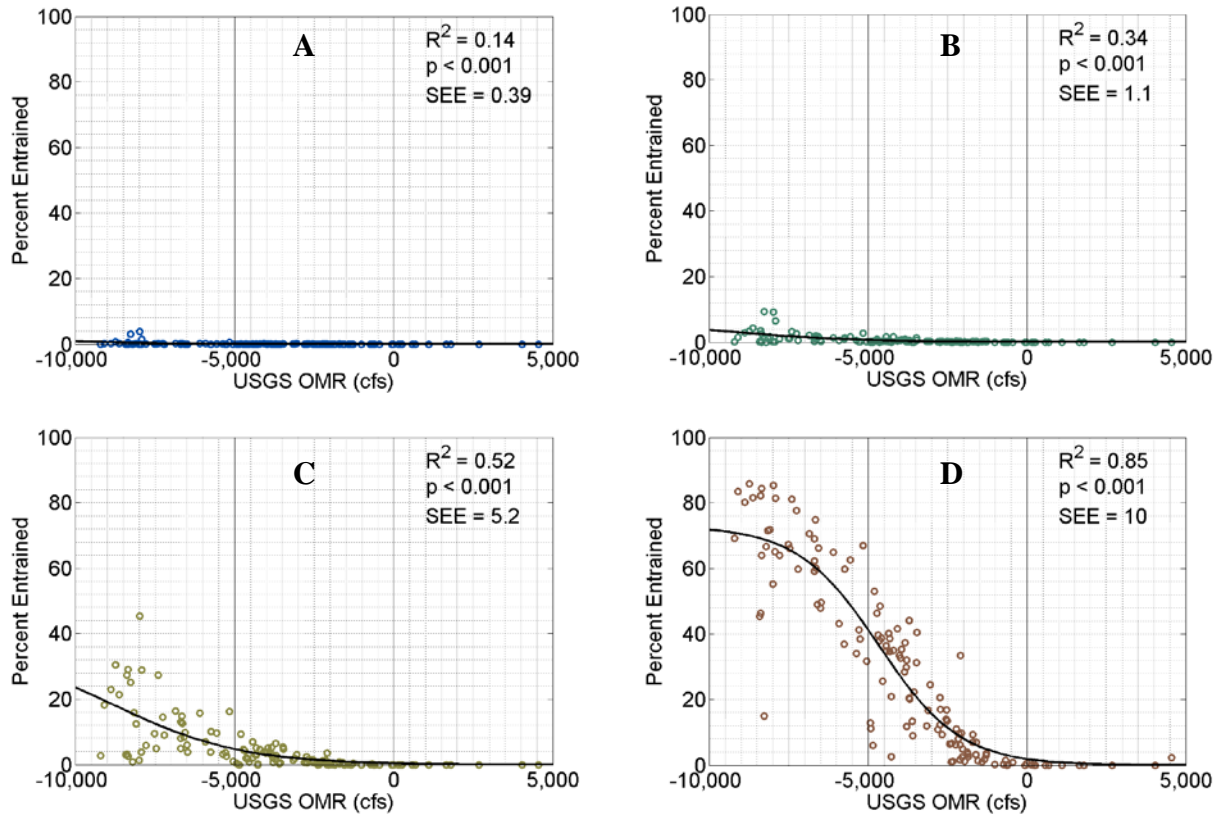 A
R² = 0.14
p < 0.001
SEE = 0.39
Percent Entrained
100
80
60
40
20
0
-10,000 -5,000 0 5,000
USGS OMR (cfs)
B
R² = 0.34
p < 0.001
SEE = 1.1
Percent Entrained
100
80
60
40
20
0
-10,000 -5,000 0 5,000
USGS OMR (cfs)
C
R² = 0.52
p < 0.001
SEE = 5.2
Percent Entrained
100
80
60
40
20
0
-10,000 -5,000 0 5,000
USGS OMR (cfs)
D
R² = 0.85
p < 0.001
SEE = 10
Percent Entrained
100
80
60
40
20
0
-10,000 -5,000 0 5,000
USGS OMR (cfs)